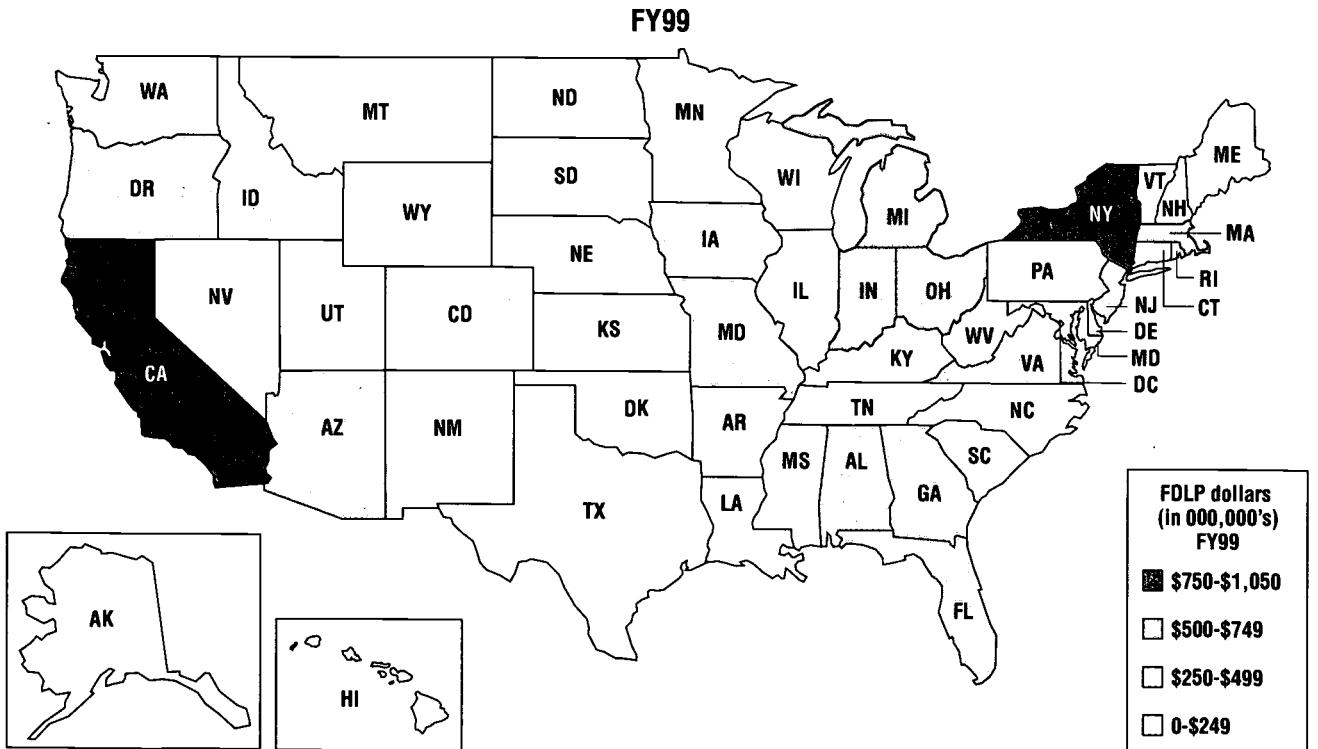 FY99
WA
MT
ND
MN
ME
VT
DR
ID
SD
WI
WY
MI
NY
NH
MA
IA
NE
PA
RI
NV
IL
IN
OH
NJ
CT
UT
CD
KS
MD
WV
DE
KY
VA
MD
CA
DC
DK
TN
NC
AZ
NM
AR
SC
MS
AL
GA
TX
LA
FL
AK
HI
FDLP dollars
(in 000,000's)
FY99
$750-$1,050
$500-$749
$250-$499
0-$249